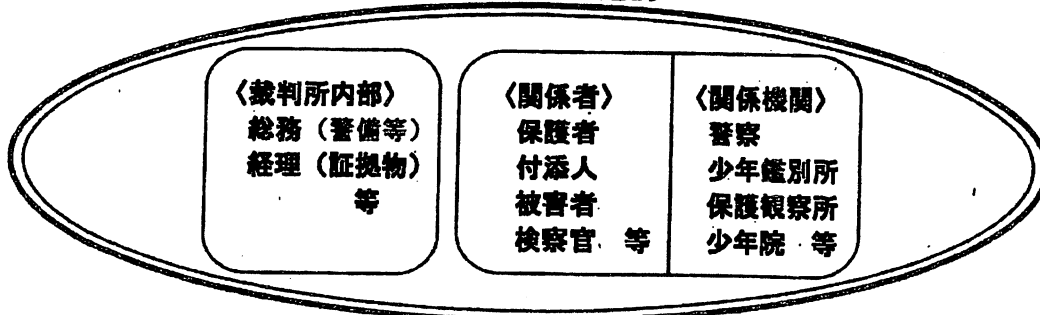 〈裁判所内部〉
総務（警備等）
経理（証拠物）
等
〈関係者〉
保護者
付添人
被害者
検察官 等
〈関係機関〉
警察
少年鑑別所
保護観察所
少年院 等